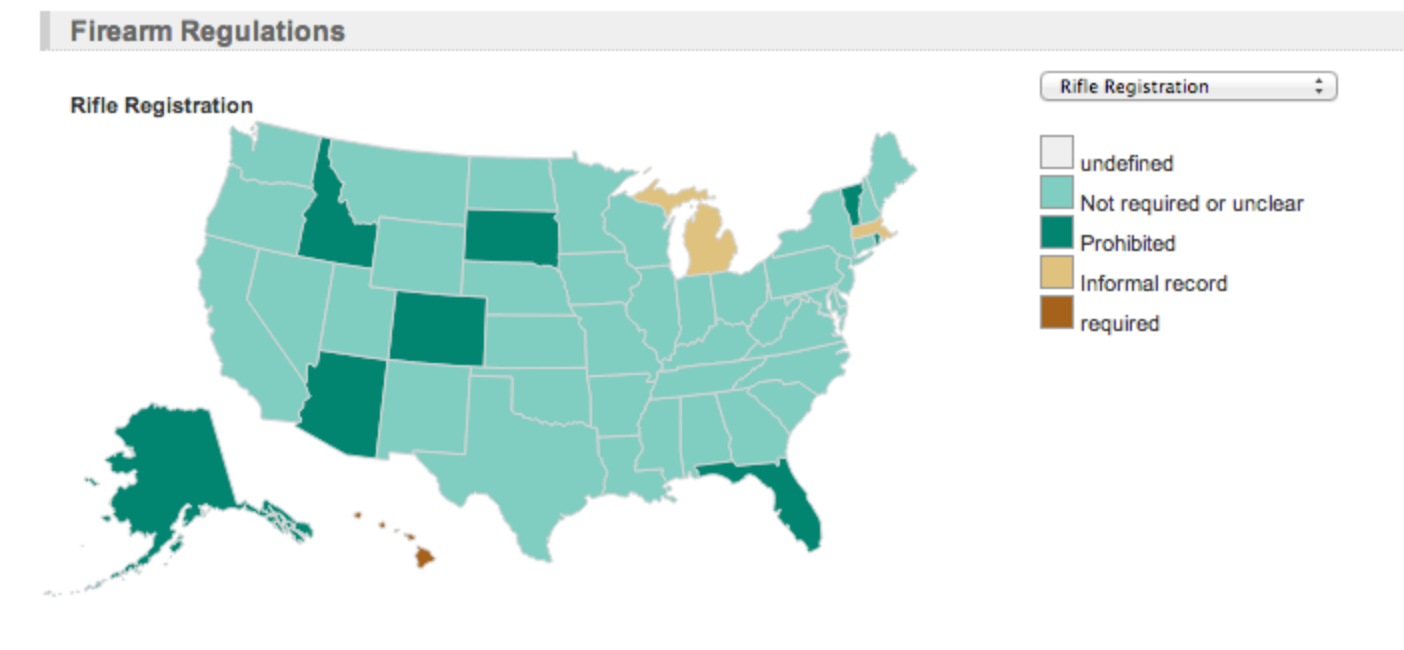 Firearm Regulations
Rifle Registration
Rifle Registration
undefined
Not required or unclear
Prohibited
Informal record
required